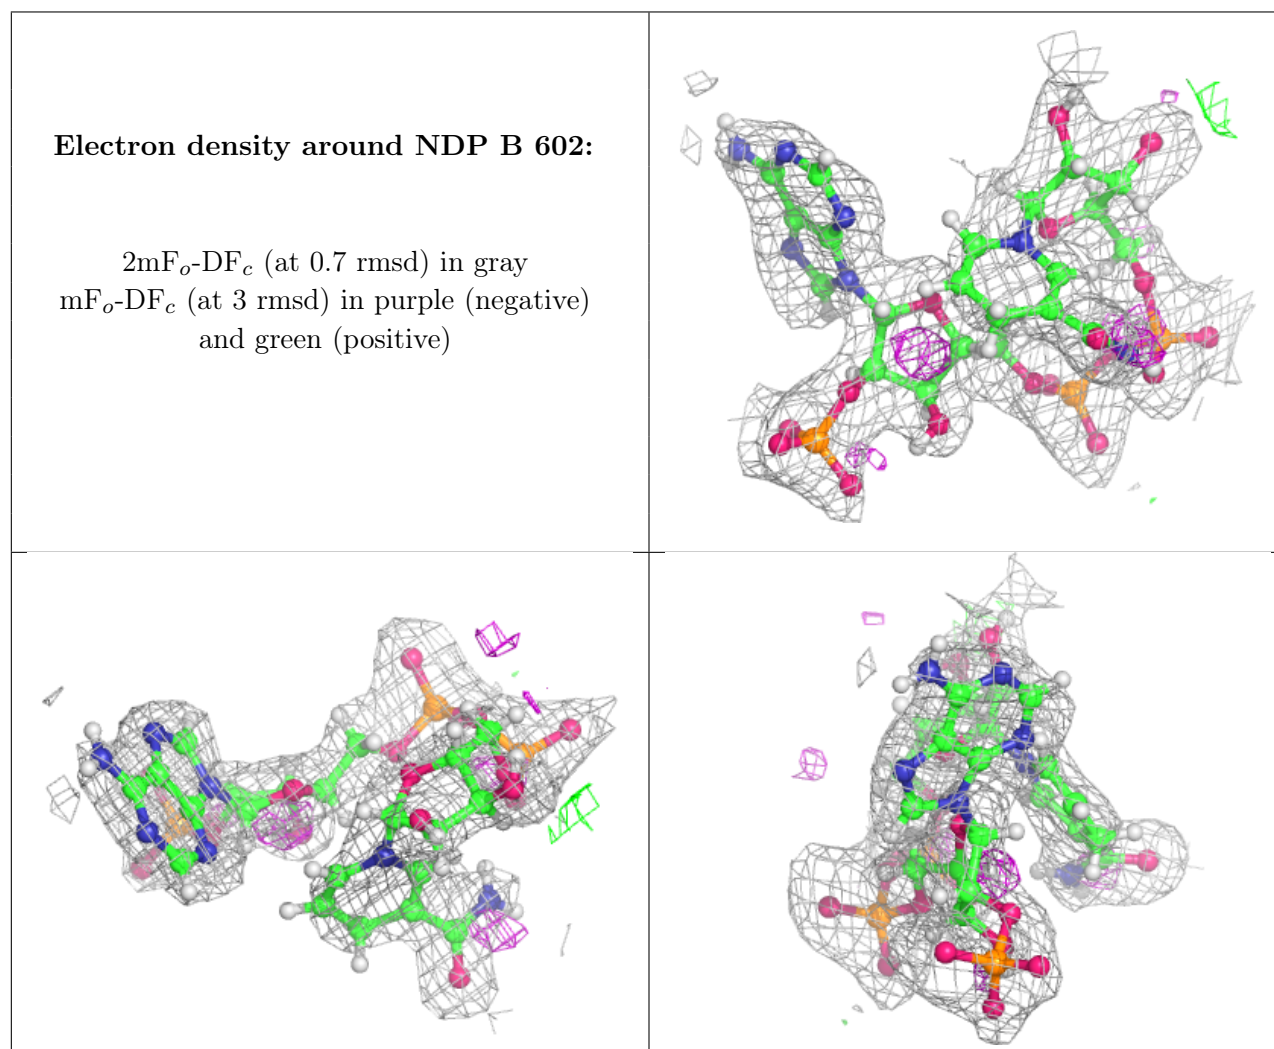 Electron density around NDP B 602:
2mFₒ-DF𝒸 (at 0.7 rmsd) in gray
mFₒ-DF𝒸 (at 3 rmsd) in purple (negative)
and green (positive)